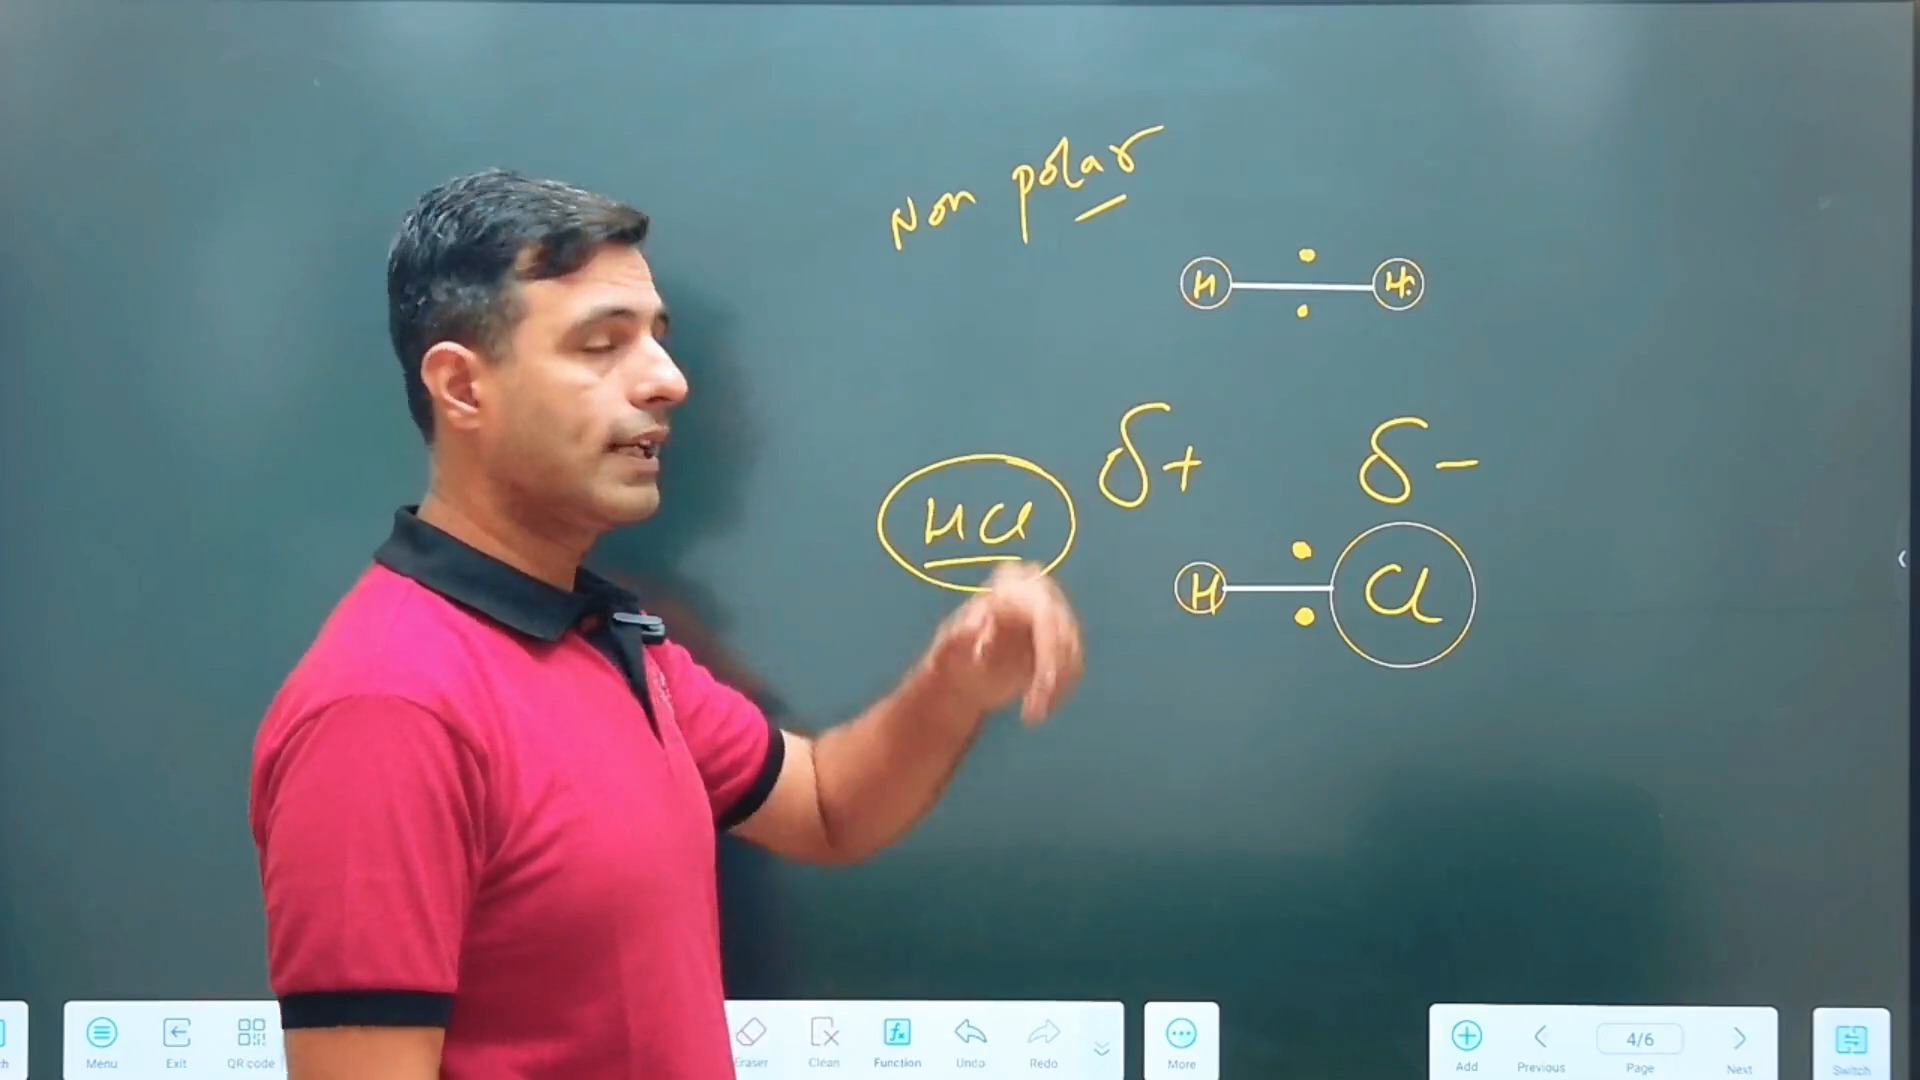 Non polar
H H
δ+ δ-
HCl
H Cl
Menu Exit QR code Eraser Clean Function Undo Redo More Add Previous 4/6 Page Next Switch